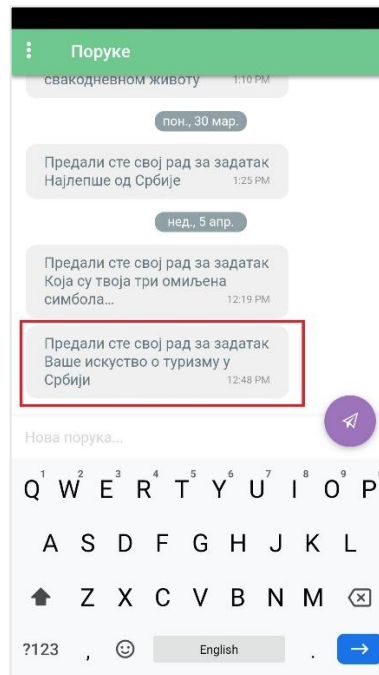 Поруке
свакодневном животу 1:10 PM
пон., 30 мар.
Предали сте свој рад за задатак
Најлепше од Србије 1:25 PM
нед., 5 апр.
Предали сте свој рад за задатак
Која су твоја три омиљена
симбола... 12:19 PM
Предали сте свој рад за задатак
Ваше искуство о туризму у
Србији 12:48 PM
Нова порука...
1 2 3 4 5 6 7 8 9
Q W E R T Y U I O P
A S D F G H J K L
Z X C V B N M
?123 , English .